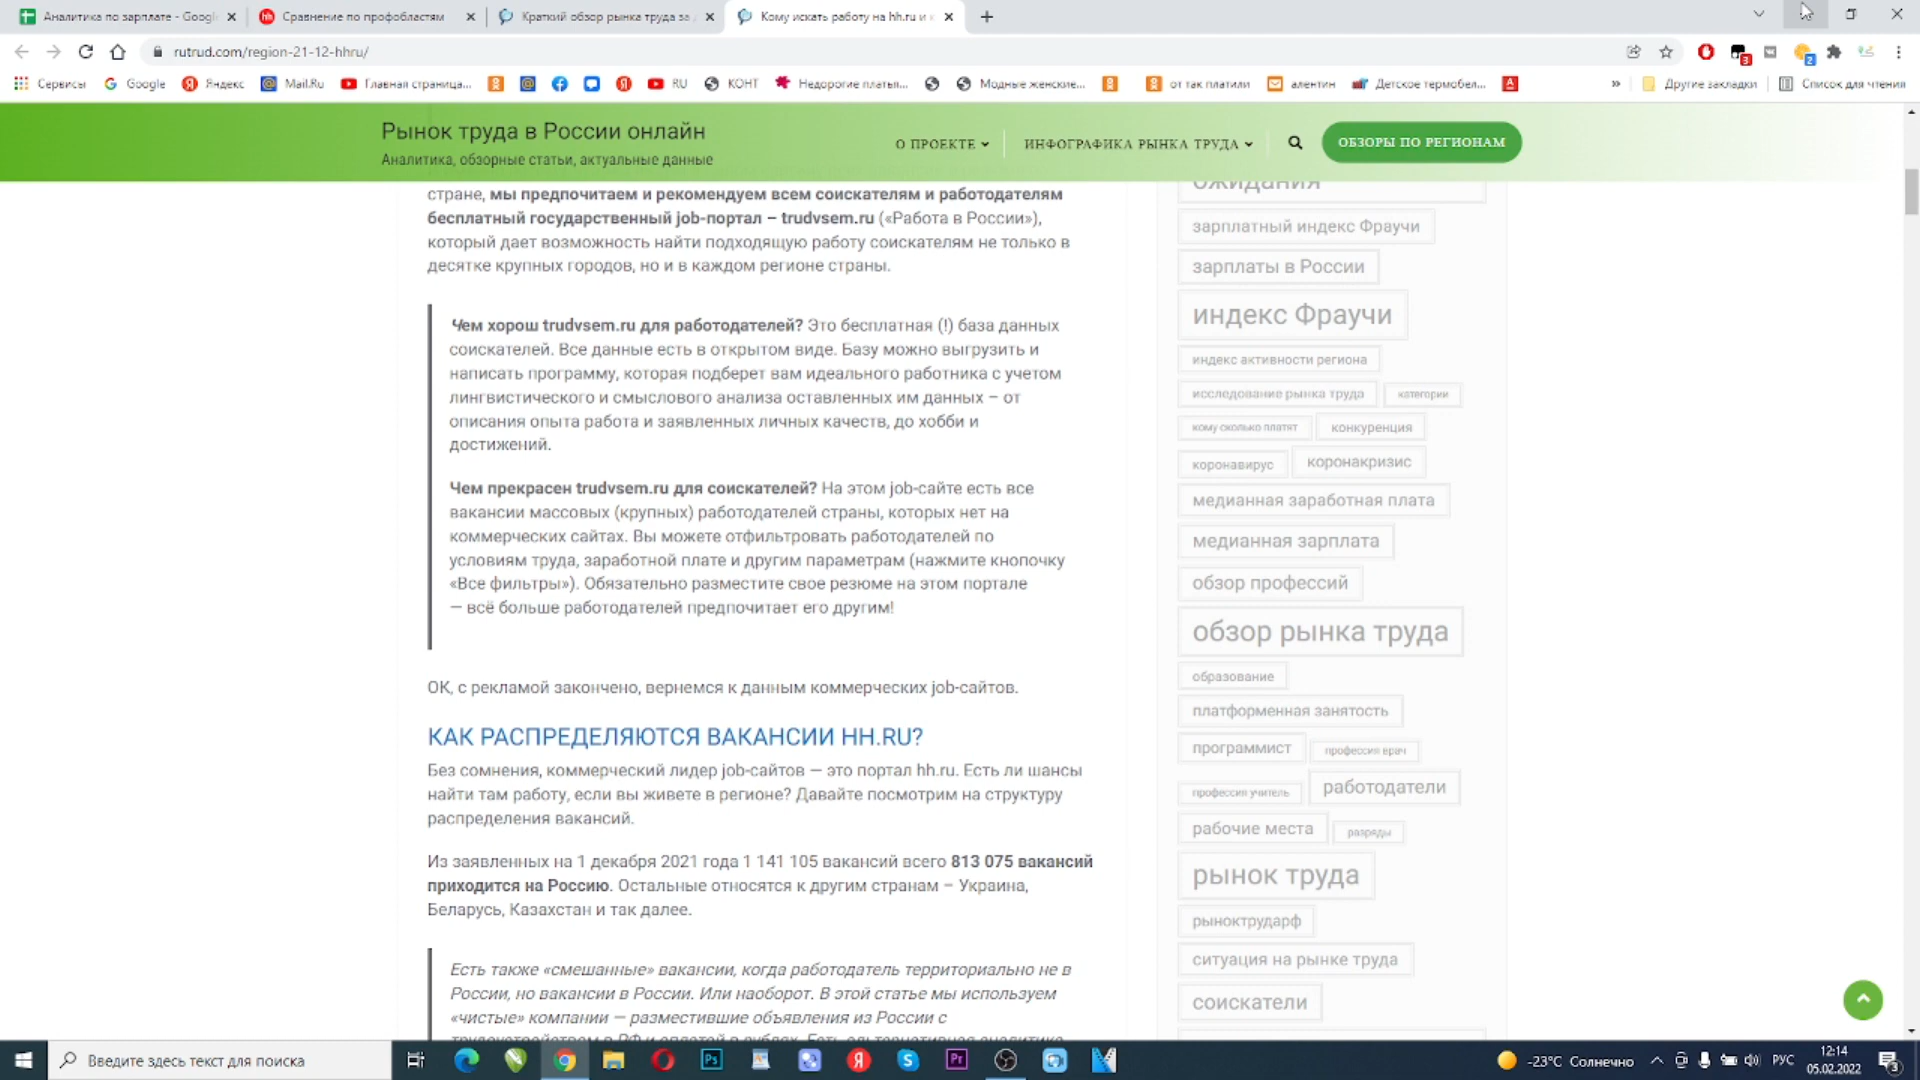 Аналитика по зарплате - Googl
Сравнение по профобластям
Краткий обзор рынка труда за
Кому искать работу на hh.ru и
rutrud.com/region-21-12-hhru/
Сервисы
Google
Яндекс
Mail.Ru
Главная страница...
RU
КОНТ
Недорогие платья...
Модные женские...
от так платили
алентин
Детское термобел...
»
Другие закладки
Список для чтения
Рынок труда в России онлайн
Аналитика, обзорные статьи, актуальные данные
О ПРОЕКТЕ
ИНФОГРАФИКА РЫНКА ТРУДА
ОБЗОРЫ ПО РЕГИОНАМ
стране, мы предпочитаем и рекомендуем всем соискателям и работодателям
бесплатный государственный job-портал – trudvsem.ru («Работа в России»),
который дает возможность найти подходящую работу соискателям не только в
десятке крупных городов, но и в каждом регионе страны.
Чем хорош trudvsem.ru для работодателей? Это бесплатная (!) база данных
соискателей. Все данные есть в открытом виде. Базу можно выгрузить и
написать программу, которая подберет вам идеального работника с учетом
лингвистического и смыслового анализа оставленных им данных – от
описания опыта работа и заявленных личных качеств, до хобби и
достижений.
Чем прекрасен trudvsem.ru для соискателей? На этом job-сайте есть все
вакансии массовых (крупных) работодателей страны, которых нет на
коммерческих сайтах. Вы можете отфильтровать работодателей по
условиям труда, заработной плате и другим параметрам (нажмите кнопочку
«Все фильтры»). Обязательно разместите свое резюме на этом портале
— всё больше работодателей предпочитает его другим!
ОК, с рекламой закончено, вернемся к данным коммерческих job-сайтов.
КАК РАСПРЕДЕЛЯЮТСЯ ВАКАНСИИ HH.RU?
Без сомнения, коммерческий лидер job-сайтов — это портал hh.ru. Есть ли шансы
найти там работу, если вы живете в регионе? Давайте посмотрим на структуру
распределения вакансий.
Из заявленных на 1 декабря 2021 года 1 141 105 вакансий всего 813 075 вакансий
приходится на Россию. Остальные относятся к другим странам – Украина,
Беларусь, Казахстан и так далее.
Есть также «смешанные» вакансии, когда работодатель территориально не в
России, но вакансии в России. Или наоборот. В этой статье мы используем
«чистые» компании — разместившие объявления из России с
трудоустройством в РФ и оплатой в рублях. Есть альтернативная аналитика
ожидания
зарплатный индекс Фраучи
зарплаты в России
индекс Фраучи
индекс активности региона
исследование рынка труда
категории
кому сколько платят
конкуренция
коронавирус
коронакризис
медианная заработная плата
медианная зарплата
обзор профессий
обзор рынка труда
образование
платформенная занятость
программист
профессия врач
профессия учитель
работодатели
рабочие места
разряды
рынок труда
рыноктрударф
ситуация на рынке труда
соискатели
Введите здесь текст для поиска
-23°C Солнечно
РУС
12:14
05.02.2022
3